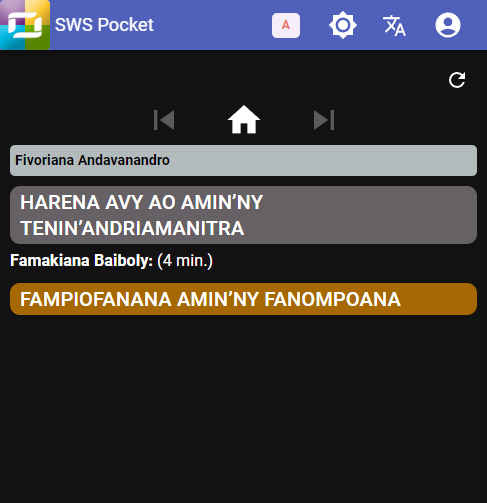 SWS Pocket
A
Fivoriana Andavanandro
HARENA AVY AO AMIN’NY
TENIN’ANDRIAMANITRA
Famakiana Baiboly: (4 min.)
FAMPIOFANANA AMIN’NY FANOMPOANA